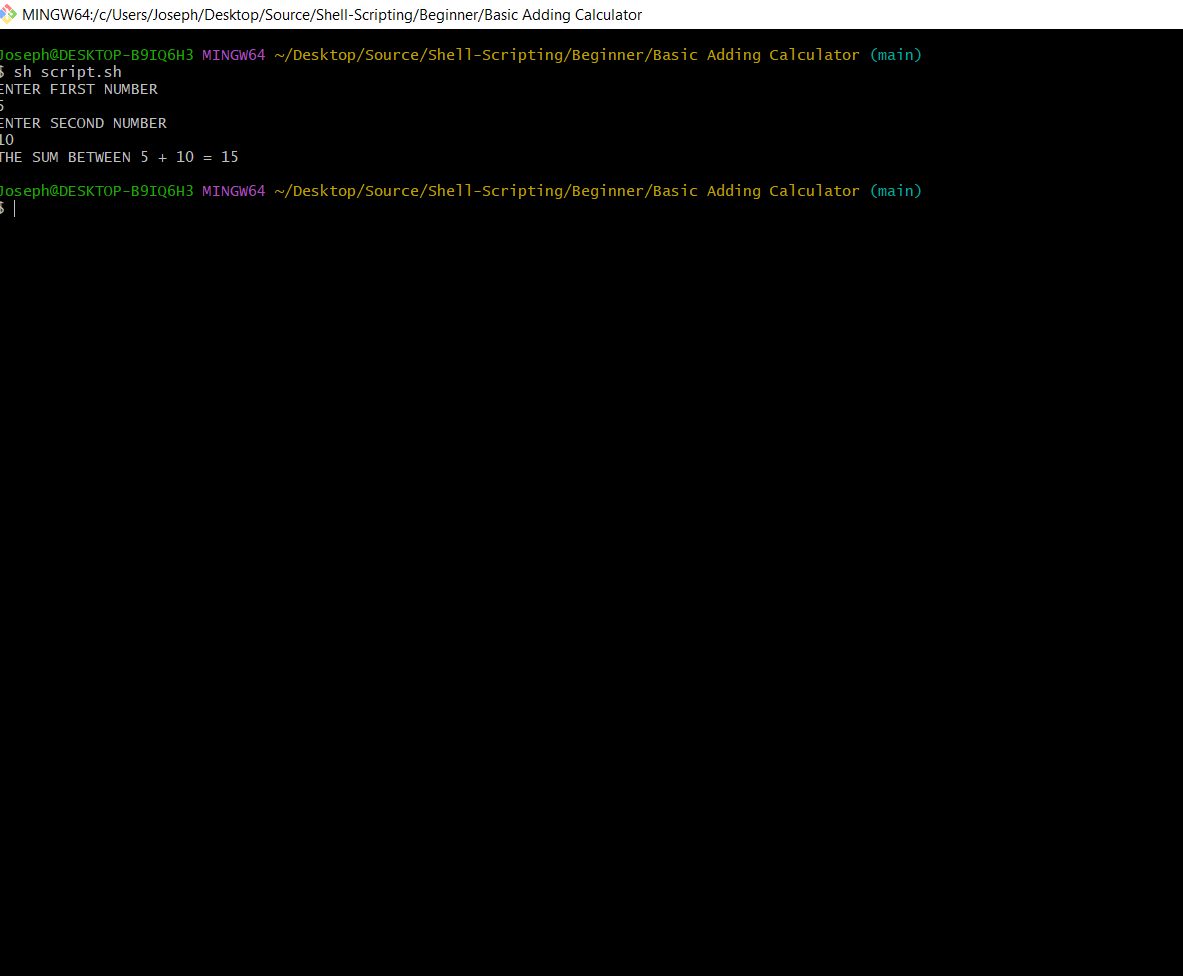 MINGW64:/c/Users/Joseph/Desktop/Source/Shell-Scripting/Beginner/Basic Adding Calculator
Joseph@DESKTOP-B9IQ6H3 MINGW64 ~/Desktop/Source/Shell-Scripting/Beginner/Basic Adding Calculator (main)
$ sh script.sh
ENTER FIRST NUMBER
5
ENTER SECOND NUMBER
10
THE SUM BETWEEN 5 + 10 = 15
Joseph@DESKTOP-B9IQ6H3 MINGW64 ~/Desktop/Source/Shell-Scripting/Beginner/Basic Adding Calculator (main)
$